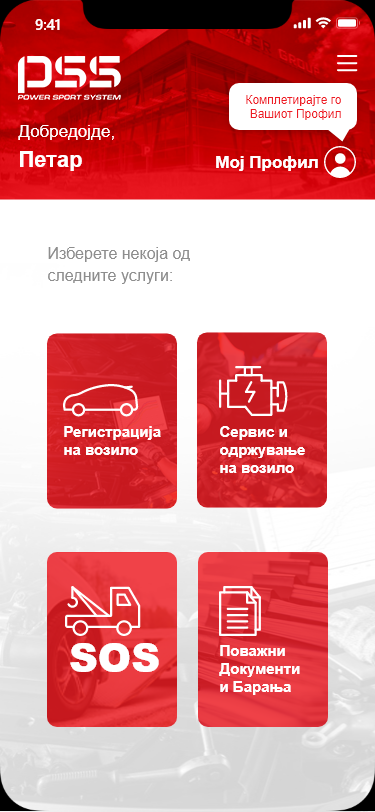 9:41
PSS
POWER SPORT SYSTEM
Комплетирајте го
Вашиот Профил
Добредојде,
Петар
Мој Профил
Изберете некоја од
следните услуги:
Регистрација
на возило
Сервис и
одржување
на возило
SOS
Поважни
Документи
и Барања